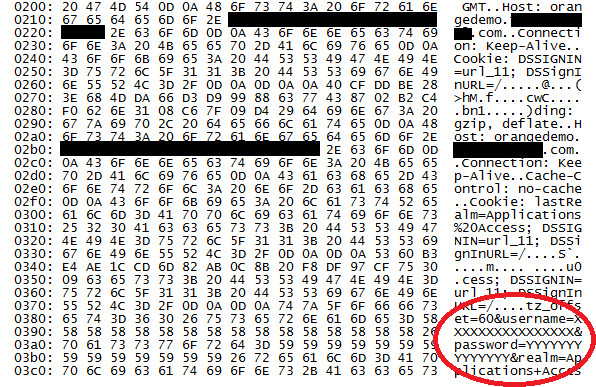 0200: 20 47 4D 54 0D 0A 48 6F 73 74 3A 20 6F 72 61 6E GMT..Host: oran
0210: 67 65 64 65 6D 6F 2E gedemo.
0220: 2E 63 6F 6D 0D 0A 43 6F 6E 6E 65 63 74 69 .com..Connecti
0230: 6F 6E 3A 20 4B 65 65 70 2D 41 6C 69 76 65 0D 0A on: Keep-Alive..
0240: 43 6F 6F 6B 69 65 3A 20 44 53 53 49 47 4E 49 4E Cookie: DSSIGNIN
0250: 3D 75 72 6C 5F 31 31 3B 20 44 53 53 69 67 6E 49 =url_11; DSSignI
0260: 6E 55 52 4C 3D 2F 0D 0A 0D 0A 0A 40 CF DD BE 28 nURL=/.....@...(
0270: 3E 68 4D DA 66 D3 D9 99 88 63 77 43 87 02 B2 C4 >hM.f....cwC....
0280: F0 62 6E 31 08 C6 7F 09 D4 29 64 69 6E 67 3A 20 .bn1.....)ding:
0290: 67 7A 69 70 2C 20 64 65 66 6C 61 74 65 0D 0A 48 gzip, deflate..H
02a0: 6F 73 74 3A 20 6F 72 61 6E 67 65 64 65 6D 6F 2E ost: orangedemo.
02b0: 2E 63 6F 6D 0D .com.
02c0: 0A 43 6F 6E 6E 65 63 74 69 6F 6E 3A 20 4B 65 65 .Connection: Kee
02d0: 70 2D 41 6C 69 76 65 0D 0A 43 61 63 68 65 2D 43 p-Alive..Cache-C
02e0: 6F 6E 74 72 6F 6C 3A 20 6E 6F 2D 63 61 63 68 65 ontrol: no-cache
02f0: 0D 0A 43 6F 6F 6B 69 65 3A 20 6C 61 73 74 52 65 ..Cookie: lastRe
0300: 61 6C 6D 3D 41 70 70 6C 69 63 61 74 69 6F 6E 73 alm=Applications
0310: 25 32 30 41 63 63 65 73 73 3B 20 44 53 53 49 47 %20Access; DSSIG
0320: 4E 49 4E 3D 75 72 6C 5F 31 31 3B 20 44 53 53 69 NIN=url_11; DSSi
0330: 67 6E 49 6E 55 52 4C 3D 2F 0D 0A 0D 0A 53 60 B3 gnInURL=/....S`.
0340: E4 AE 1C CD 6D 82 AB 0C 8B 20 F8 DF 97 CF 75 30 ....m.... ....u0
0350: 09 63 65 73 73 3B 20 44 53 53 49 47 4E 49 4E 3D .cess; DSSIGNIN=
0360: 75 72 6C 5F 31 31 3B 20 44 53 53 69 67 6E 49 6E url_11; DSSignIn
0370: 55 52 4C 3D 2F 0D 0A 0D 0A 74 7A 5F 6F 66 66 73 URL=/....tz_offs
0380: 65 74 3D 36 30 26 75 73 65 72 6E 61 6D 65 3D 58 et=60&username=X
0390: 58 58 58 58 58 58 58 58 58 58 58 58 58 58 58 26 XXXXXXXXXXXXXXX&
03a0: 70 61 73 73 77 6F 72 64 3D 59 59 59 59 59 59 59 password=YYYYYYY
03b0: 59 59 59 59 59 59 59 59 26 72 65 61 6C 6D 3D 41 70 YYYYYYYY&realm=Ap
03c0: 70 6C 69 63 61 74 69 6F 6E 73 2B 41 63 63 65 73 plications+Acces